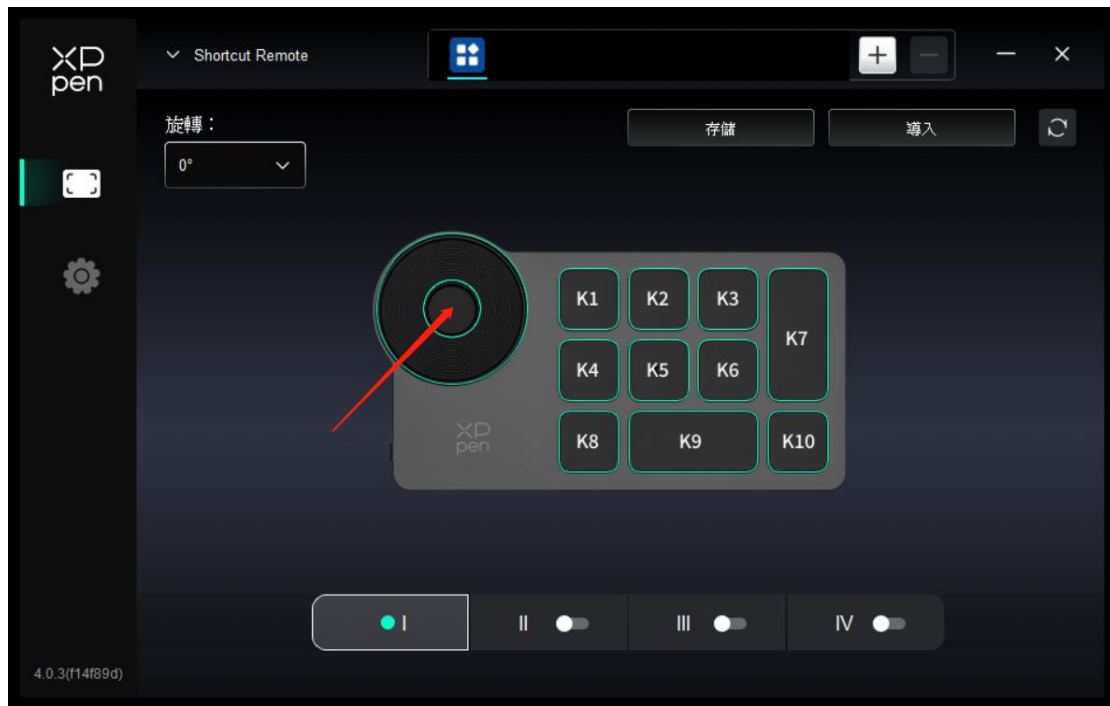 XP
pen
Shortcut Remote
旋轉：
存儲
導入
0°
K1
K2
K3
K7
K4
K5
K6
XP
pen
K8
K9
K10
I
II
III
IV
4.0.3(f14f89d)